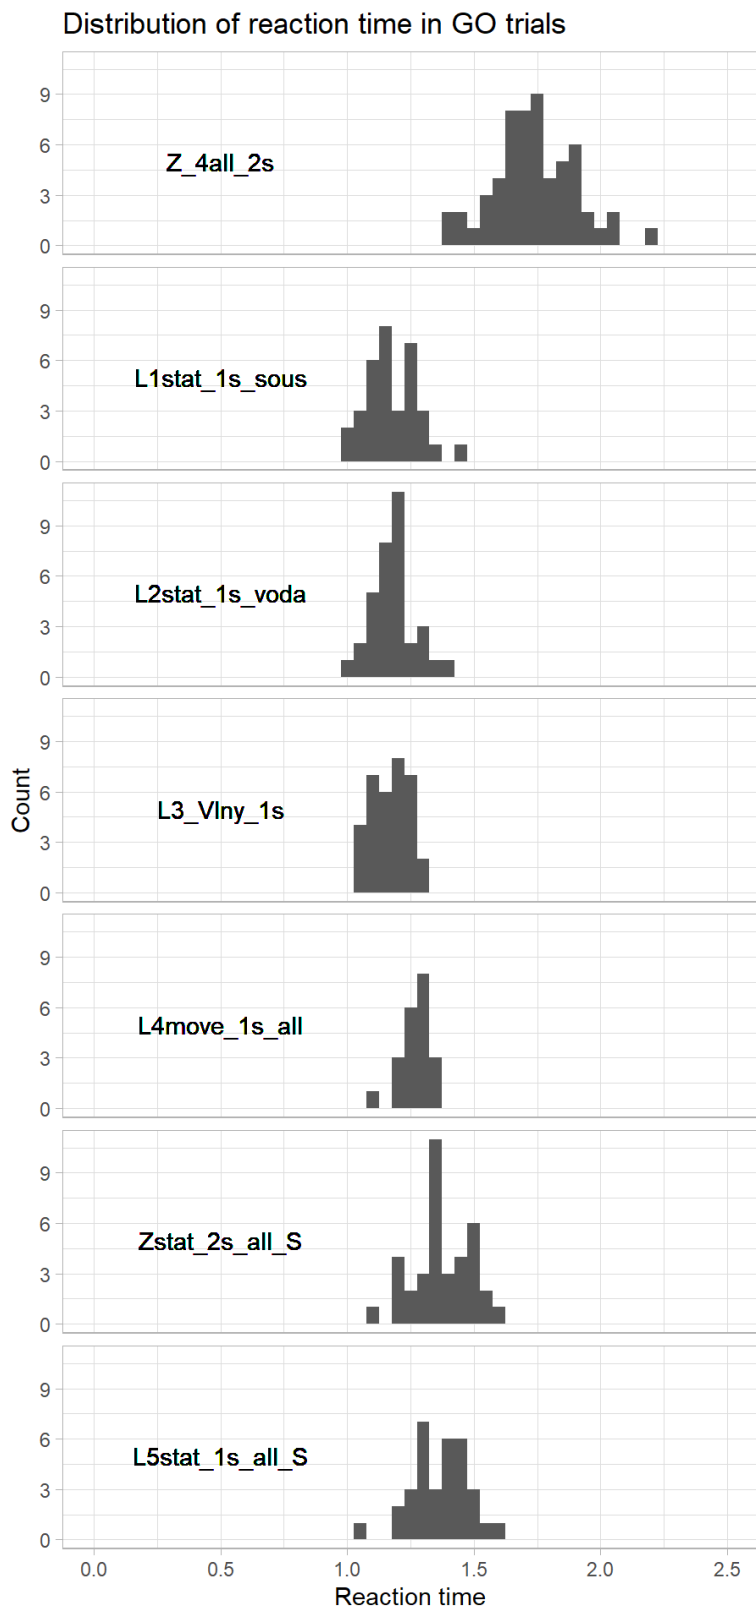 Distribution of reaction time in GO trials
9
6
3
0
Z_4all_2s
9
6
3
0
L1stat_1s_sous
9
6
3
0
L2stat_1s_voda
Count
9
6
3
0
L3_Vlny_1s
9
6
3
0
L4move_1s_all
9
6
3
0
Zstat_2s_all_S
9
6
3
0
L5stat_1s_all_S
0.0 0.5 1.0 1.5 2.0 2.5
Reaction time